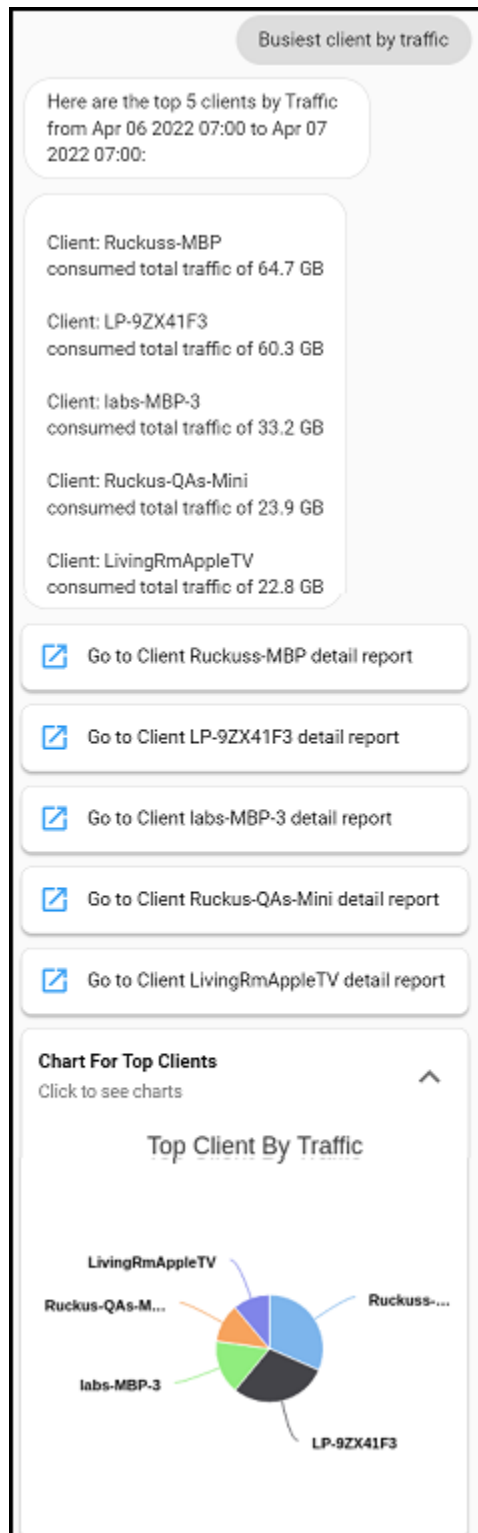 Busiest client by traffic
Here are the top 5 clients by Traffic
from Apr 06 2022 07:00 to Apr 07
2022 07:00:
Client: Ruckuss-MBP
consumed total traffic of 64.7 GB
Client: LP-9ZX41F3
consumed total traffic of 60.3 GB
Client: labs-MBP-3
consumed total traffic of 33.2 GB
Client: Ruckus-QAs-Mini
consumed total traffic of 23.9 GB
Client: LivingRmAppleTV
consumed total traffic of 22.8 GB
Go to Client Ruckuss-MBP detail report
Go to Client LP-9ZX41F3 detail report
Go to Client labs-MBP-3 detail report
Go to Client Ruckus-QAs-Mini detail report
Go to Client LivingRmAppleTV detail report
Chart For Top Clients
Click to see charts
Top Client By Traffic
LivingRmAppleTV
Ruckus-QAs-M...
Ruckuss-...
labs-MBP-3
LP-9ZX41F3